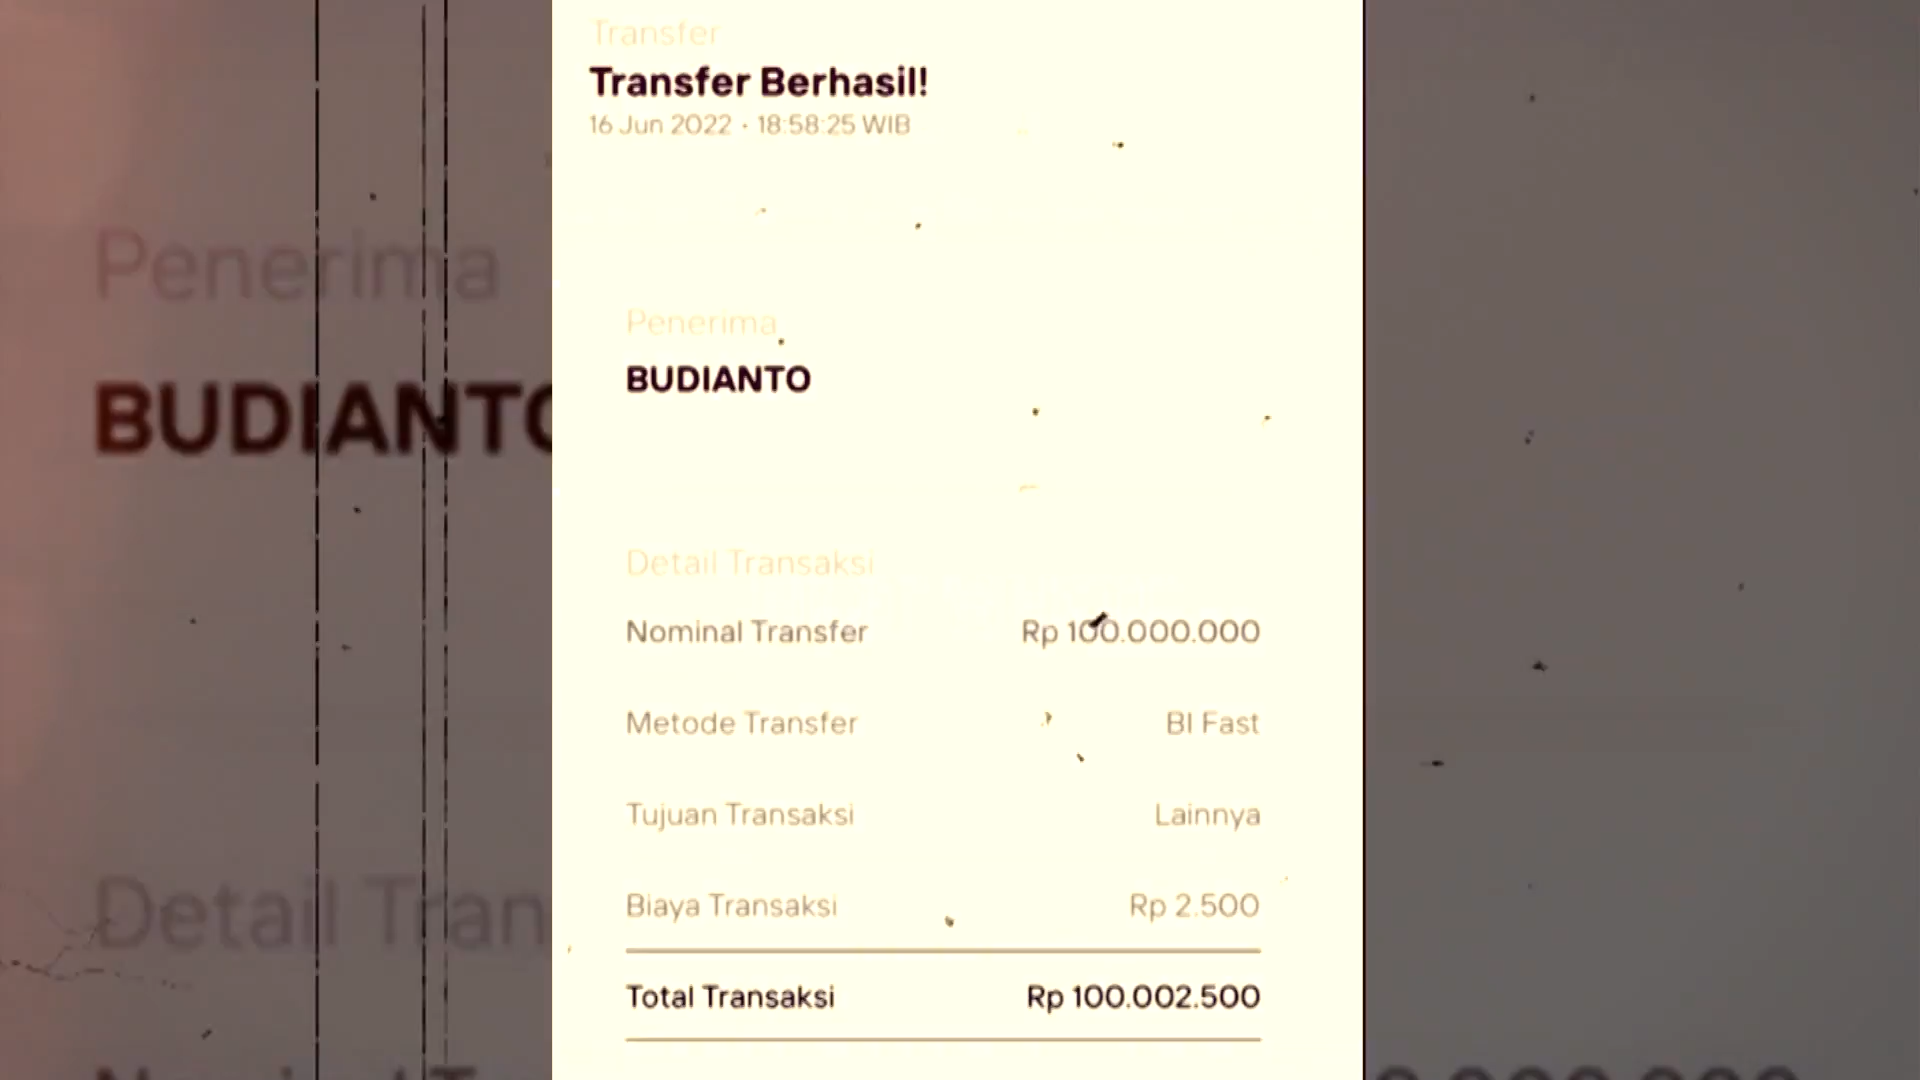 Transfer
Transfer Berhasil!
16 Jun 2022 · 18:58:25 WIB
Penerima
BUDIANTO
Detail Transaksi
Nominal Transfer Rp 100.000.000
Metode Transfer BI Fast
Tujuan Transaksi Lainnya
Biaya Transaksi Rp 2.500
Total Transaksi Rp 100.002.500
Penerima
BUDIANTO